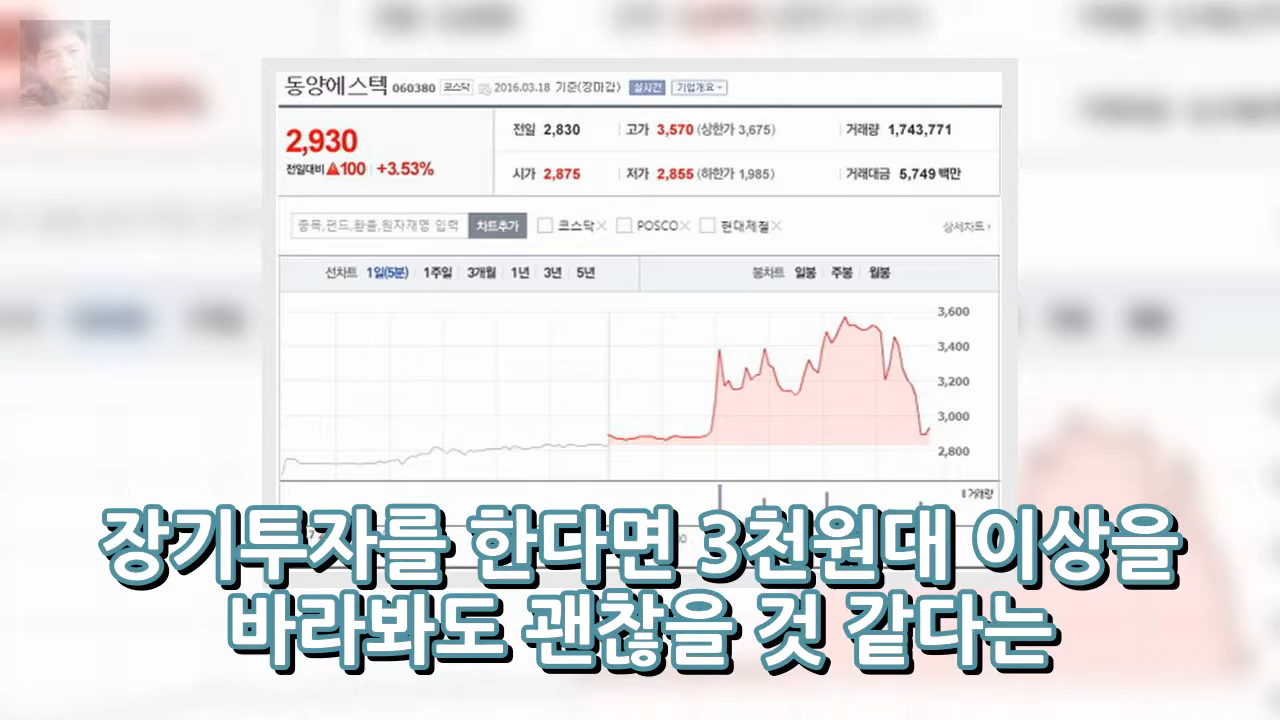 동양에스텍 060380 코스닥 2016.03.18 기준(장마감) 실시간 기업개요
2,930
전일대비 ▲100 +3.53%
전일 2,830 고가 3,570 (상한가 3,675) 거래량 1,743,771
시가 2,875 저가 2,855 (하한가 1,985) 거래대금 5,749 백만
종목,펀드,환율,원자재명 입력 차트추가 코스닥 POSCO 현대제철 상세차트
선차트 1일(5분) 1주일 3개월 1년 3년 5년 봉차트 일봉 주봉 월봉
3,600
3,400
3,200
3,000
2,800
거래량
장기투자를 한다면 3천원대 이상을
바라봐도 괜찮을 것 같다는